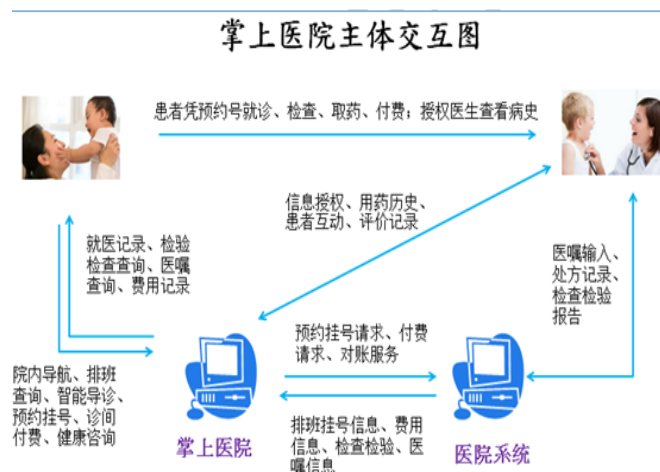 掌上医院主体交互图
患者凭预约号就诊、检查、取药、付费；授权医生查看病史
信息授权、用药历史、
患者互动、评价记录
就医记录、检验
检查查询、医嘱
查询、费用记录
医嘱输入、
处方记录、
检查检验
报告
预约挂号请求、付费
请求、对账服务
院内导航、排班
查询、智能导诊、
预约挂号、诊间
付费、健康咨询
掌上医院
排班挂号信息、费用
信息、检查检验、医
嘱信息
医院系统